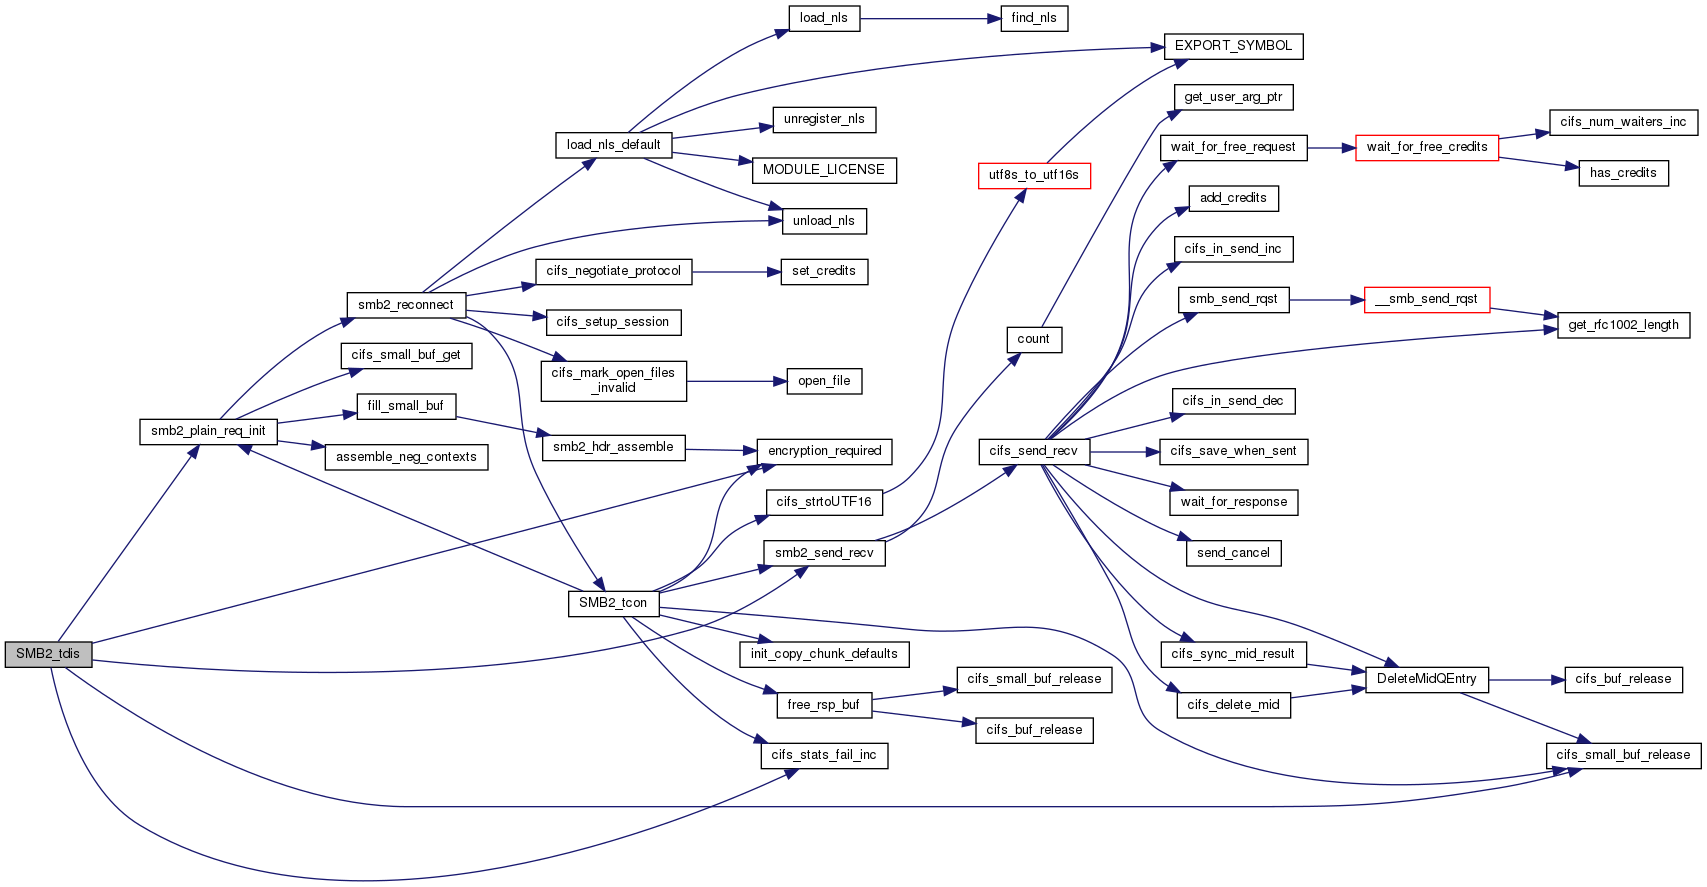 load_nls
find_nls
EXPORT_SYMBOL
get_user_arg_ptr
unregister_nls
cifs_num_waiters_inc
load_nls_default
wait_for_free_request
wait_for_free_credits
MODULE_LICENSE
utf8s_to_utf16s
has_credits
add_credits
unload_nls
cifs_in_send_inc
cifs_negotiate_protocol
set_credits
smb2_reconnect
smb_send_rqst
__smb_send_rqst
cifs_setup_session
get_rfc1002_length
count
cifs_small_buf_get
cifs_mark_open_files
_invalid
open_file
fill_small_buf
cifs_in_send_dec
smb2_plain_req_init
smb2_hdr_assemble
encryption_required
cifs_send_recv
cifs_save_when_sent
assemble_neg_contexts
cifs_strtoUTF16
wait_for_response
smb2_send_recv
send_cancel
SMB2_tcon
SMB2_tdis
init_copy_chunk_defaults
cifs_sync_mid_result
cifs_small_buf_release
DeleteMidQEntry
cifs_buf_release
free_rsp_buf
cifs_delete_mid
cifs_buf_release
cifs_stats_fail_inc
cifs_small_buf_release